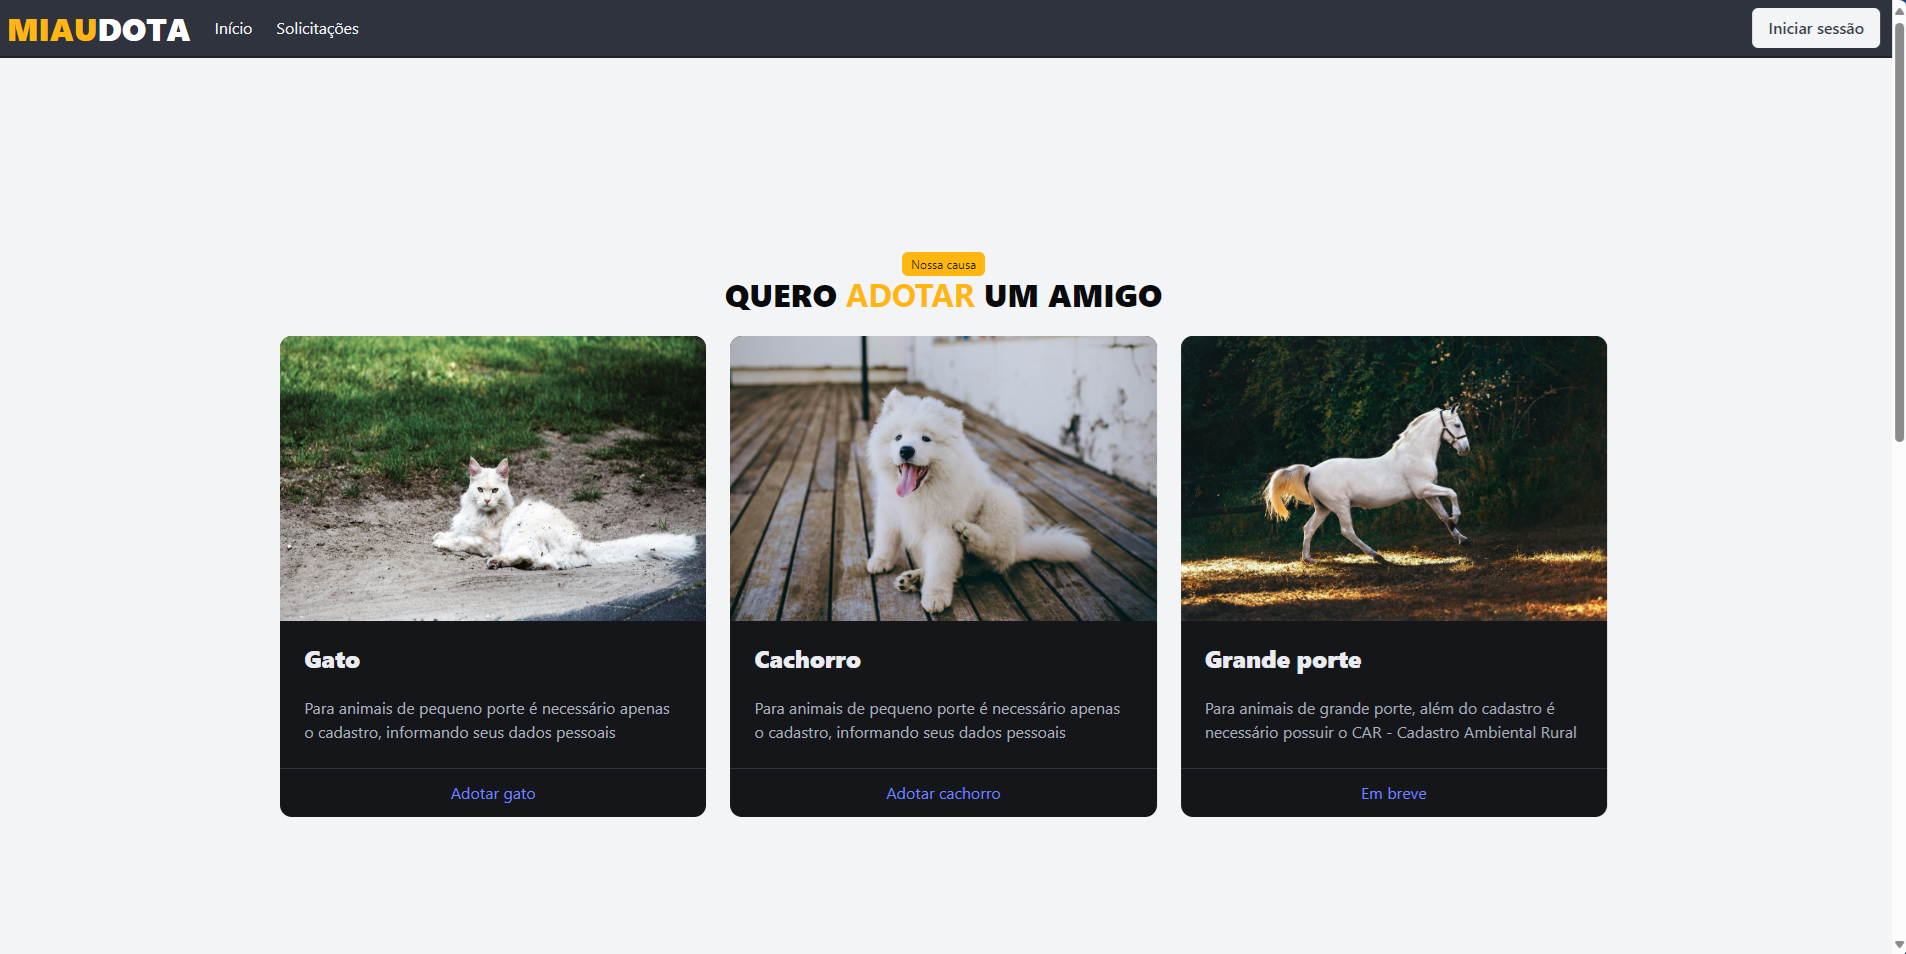 MIAUDOTA Início Solicitações Iniciar sessão
Nossa causa
QUERO ADOTAR UM AMIGO
Gato
Para animais de pequeno porte é necessário apenas
o cadastro, informando seus dados pessoais
Adotar gato
Cachorro
Para animais de pequeno porte é necessário apenas
o cadastro, informando seus dados pessoais
Adotar cachorro
Grande porte
Para animais de grande porte, além do cadastro é
necessário possuir o CAR - Cadastro Ambiental Rural
Em breve